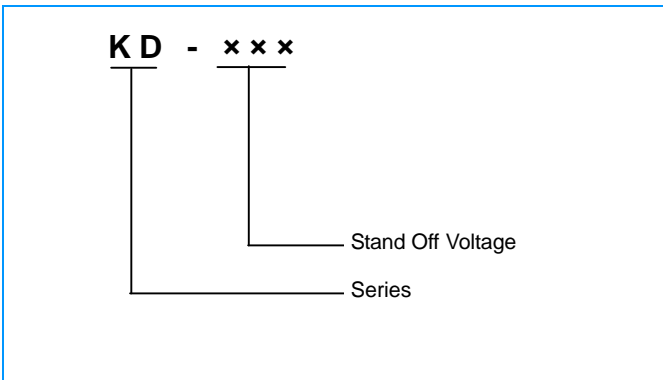 KD - ×××
Stand Off Voltage
Series